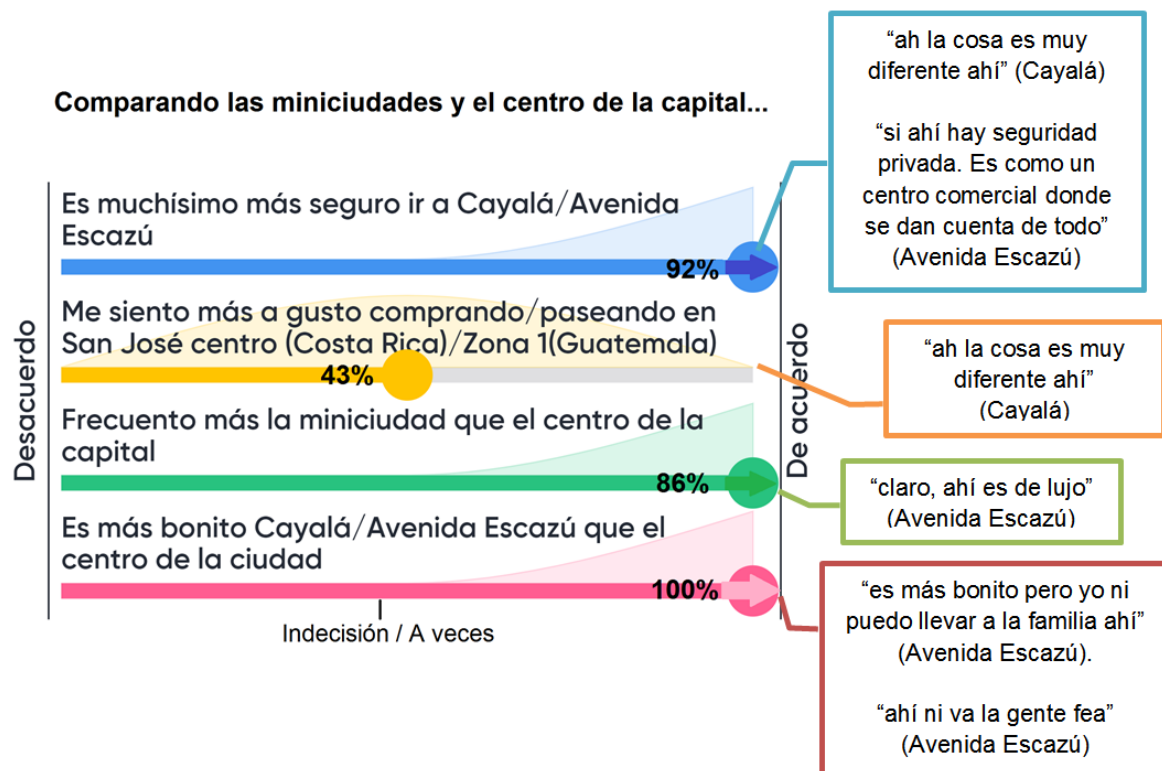 Comparando las miniciudades y el centro de la capital...
Desacuerdo
Es muchísimo más seguro ir a Cayalá/Avenida
Escazú
92%
Me siento más a gusto comprando/paseando en
San José centro (Costa Rica)/Zona 1(Guatemala)
43%
Frecuento más la miniciudad que el centro de la
capital
86%
Es más bonito Cayalá/Avenida Escazú que el
centro de la ciudad
100%
Indecisión / A veces
De acuerdo
“ah la cosa es muy
diferente ahí” (Cayalá)
“si ahí hay seguridad
privada. Es como un
centro comercial donde
se dan cuenta de todo”
(Avenida Escazú)
“ah la cosa es muy
diferente ahí”
(Cayalá)
“claro, ahí es de lujo”
(Avenida Escazú)
“es más bonito pero yo ni
puedo llevar a la familia ahí”
(Avenida Escazú).
“ahí ni va la gente fea”
(Avenida Escazú)